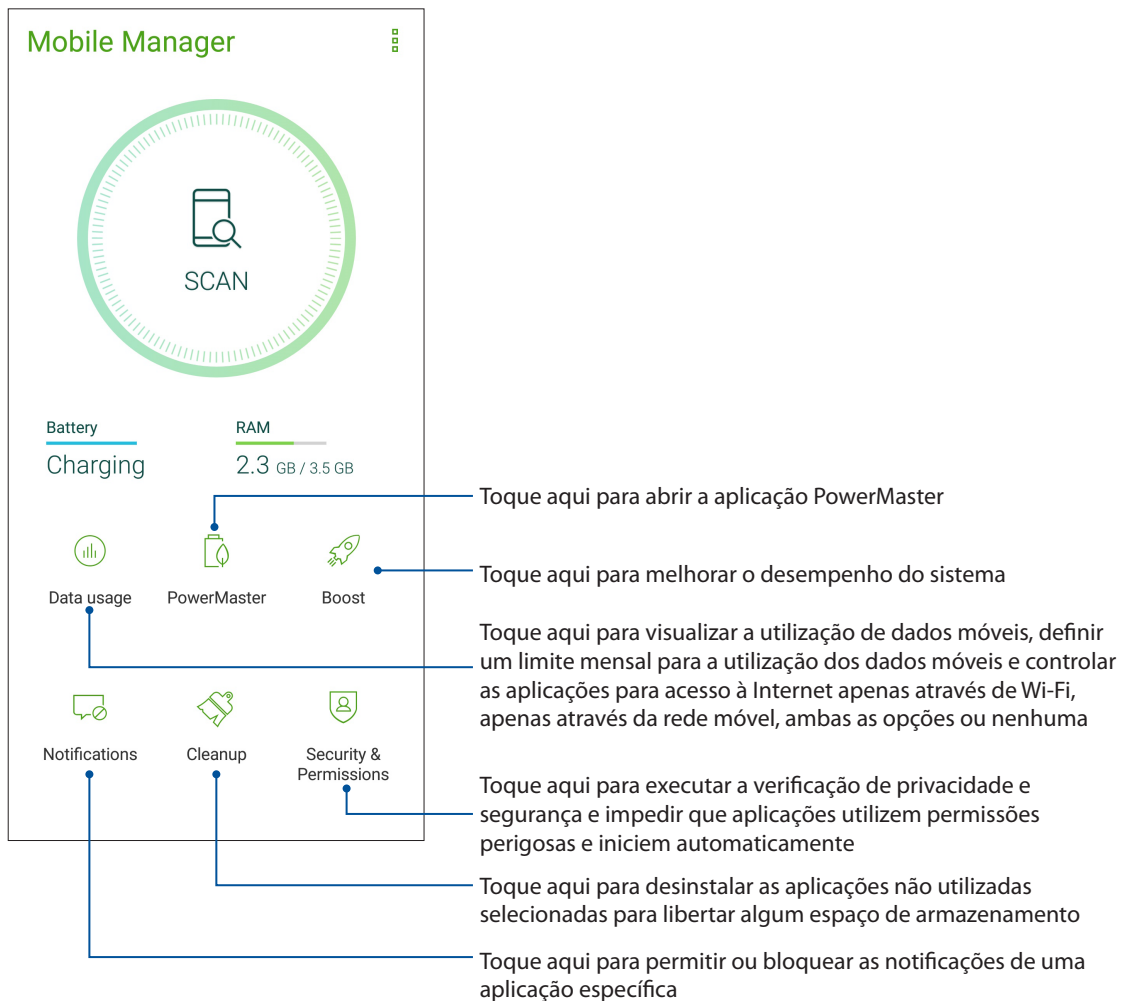 Mobile Manager
SCAN
Battery
Charging
RAM
2.3 GB / 3.5 GB
Data usage
PowerMaster
Boost
Notifications
Cleanup
Security &
Permissions
Toque aqui para abrir a aplicação PowerMaster
Toque aqui para melhorar o desempenho do sistema
Toque aqui para visualizar a utilização de dados móveis, definir
um limite mensal para a utilização dos dados móveis e controlar
as aplicações para acesso à Internet apenas através de Wi-Fi,
apenas através da rede móvel, ambas as opções ou nenhuma
Toque aqui para executar a verificação de privacidade e
segurança e impedir que aplicações utilizem permissões
perigosas e iniciem automaticamente
Toque aqui para desinstalar as aplicações não utilizadas
selecionadas para libertar algum espaço de armazenamento
Toque aqui para permitir ou bloquear as notificações de uma
aplicação específica